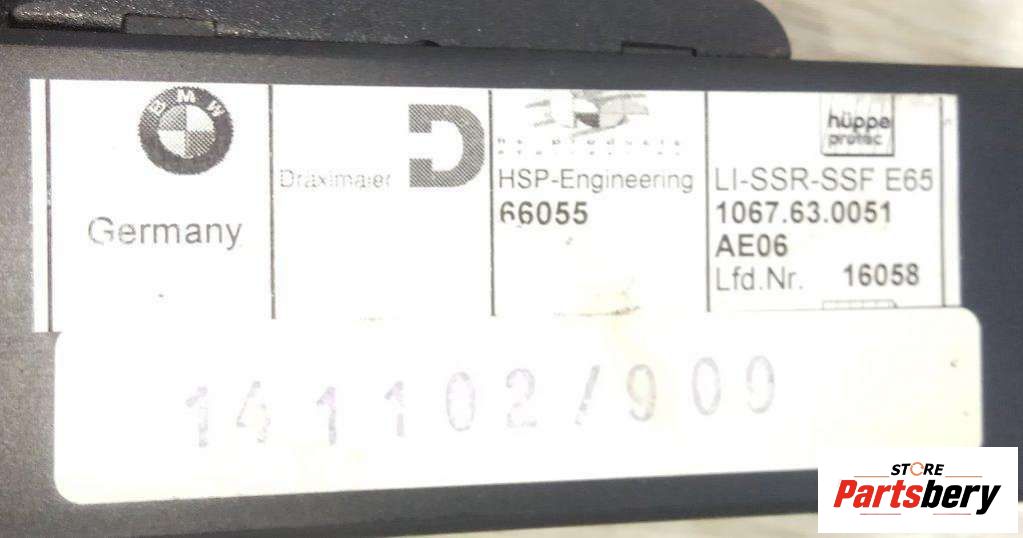 BMW
Germany
Draxlmaier
D
HSP-Engineering
66055
hüppe
protec
LI-SSR-SSF E65
1067.63.0051
AE06
Lfd.Nr. 16058
141102/900
STORE
Partsbery